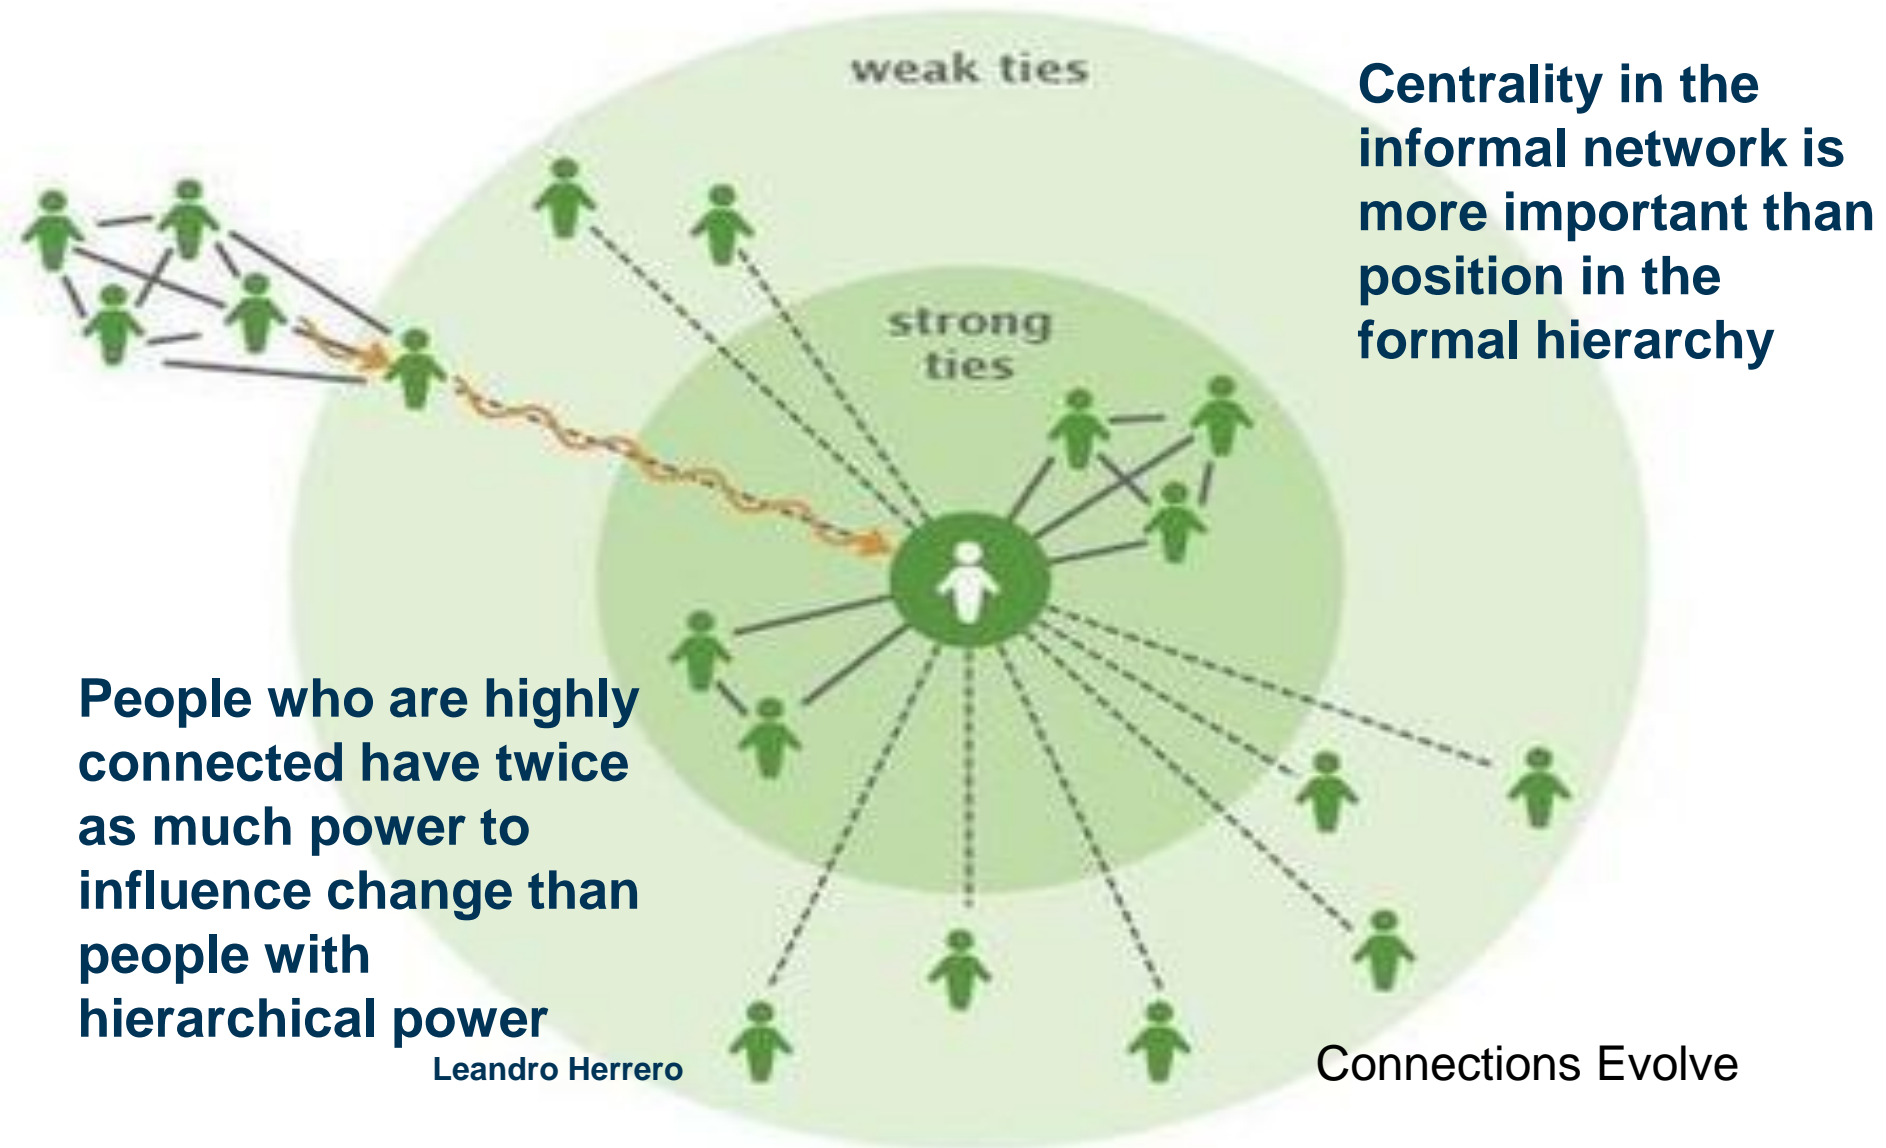 weak ties
Centrality in the
informal network is
more important than
position in the
formal hierarchy
strong
ties
People who are highly
connected have twice
as much power to
influence change than
people with
hierarchical power
Leandro Herrero
Connections Evolve